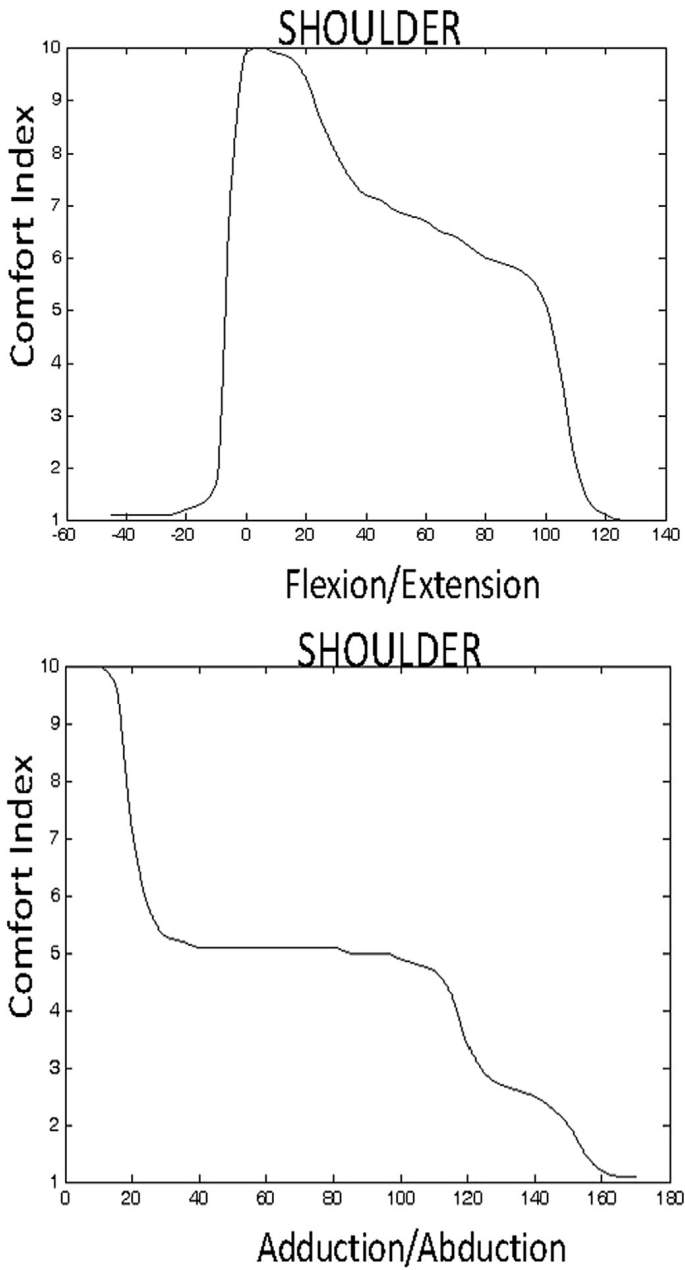 SHOULDER
10
9
8
7
6
5
4
3
2
1
Comfort Index
-60 -40 -20 0 20 40 60 80 100 120 140
Flexion/Extension
SHOULDER
10
9
8
7
6
5
4
3
2
1
Comfort Index
0 20 40 60 80 100 120 140 160 180
Adduction/Abduction